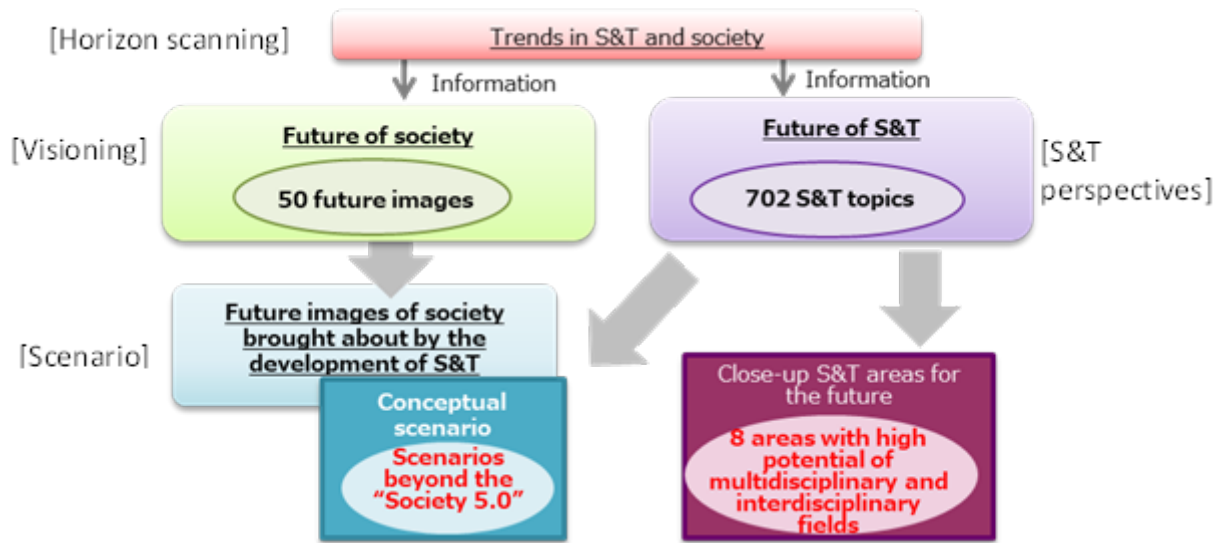 [Horizon scanning]
Trends in S&T and society
Information
Information
[Visioning]
Future of society
50 future images
Future of S&T
702 S&T topics
[S&T
perspectives]
[Scenario]
Future images of society
brought about by the
development of S&T
Conceptual
scenario
Scenarios
beyond the
“Society 5.0”
Close-up S&T areas for
the future
8 areas with high
potential of
multidisciplinary and
interdisciplinary
fields